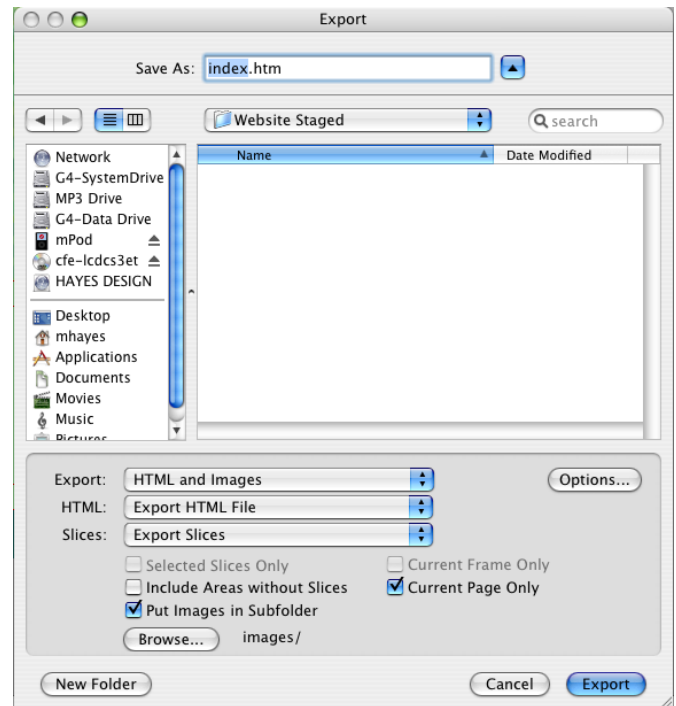 Export
Save As: index.htm
Website Staged
search
Name Date Modified
Network
G4-SystemDrive
MP3 Drive
G4-Data Drive
mPod
cfe-lcdcs3et
HAYES DESIGN
Desktop
mhayes
Applications
Documents
Movies
Music
Pictures
Export: HTML and Images Options...
HTML: Export HTML File
Slices: Export Slices
Selected Slices Only Current Frame Only
Include Areas without Slices Current Page Only
Put Images in Subfolder
Browse... images/
New Folder Cancel Export